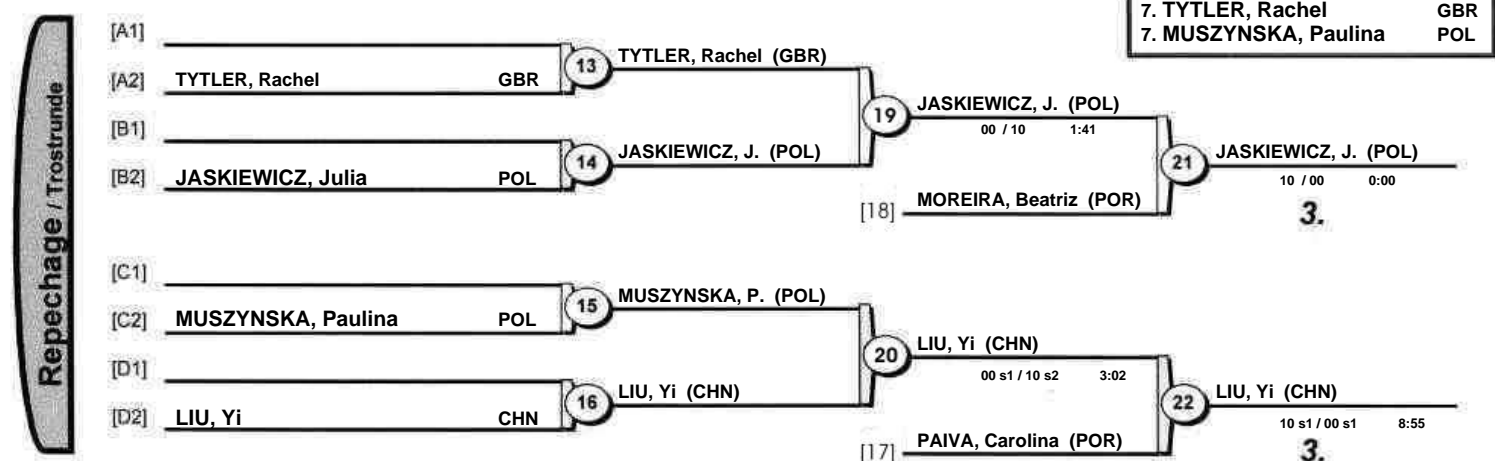 7. TYTLER, Rachel GBR
7. MUSZYNSKA, Paulina POL
Repechage / Trostrunde
[A1]
[A2] TYTLER, Rachel GBR
13 TYTLER, Rachel (GBR)
[B1]
[B2] JASKIEWICZ, Julia POL
14 JASKIEWICZ, J. (POL)
19 JASKIEWICZ, J. (POL)
00 / 10 1:41
[18] MOREIRA, Beatriz (POR)
21 JASKIEWICZ, J. (POL)
10 / 00 0:00
3.
[C1]
[C2] MUSZYNSKA, Paulina POL
15 MUSZYNSKA, P. (POL)
[D1]
[D2] LIU, Yi CHN
16 LIU, Yi (CHN)
20 LIU, Yi (CHN)
00 s1 / 10 s2 3:02
[17] PAIVA, Carolina (POR)
22 LIU, Yi (CHN)
10 s1 / 00 s1 8:55
3.